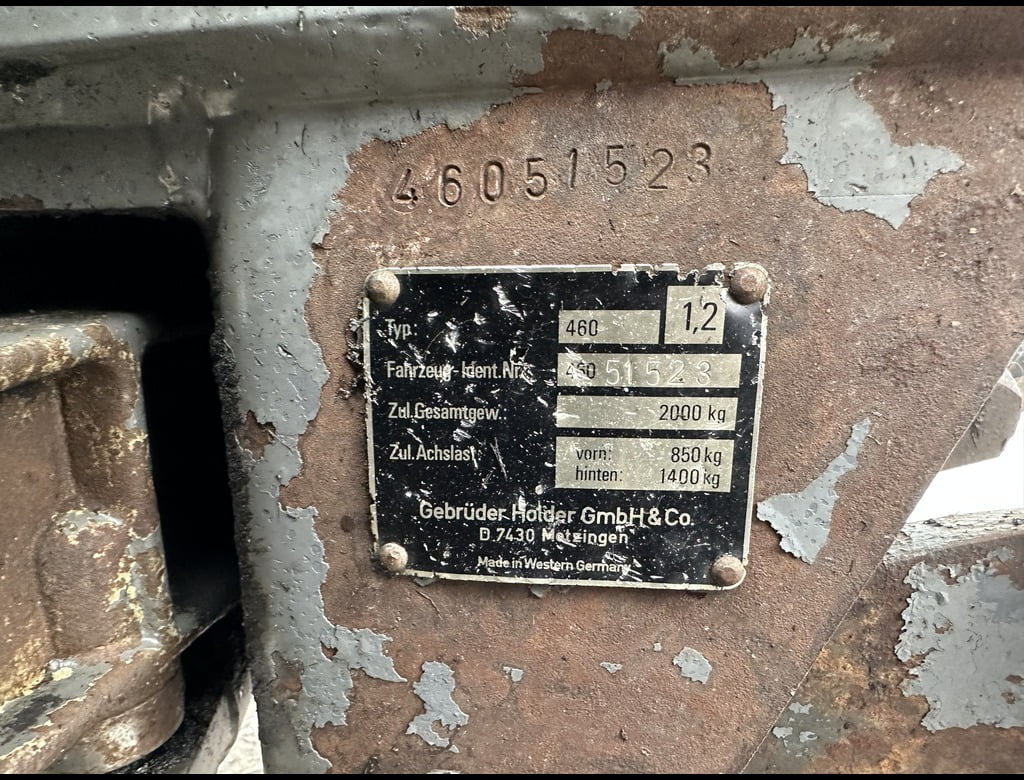 46051523
Typ: 460 1,2
Fahrzeug-Ident.Nr.: 460 51523
Zul.Gesamtgew.: 2000 kg
Zul.Achslast: vorn: 850 kg
hinten: 1400 kg
Gebrüder Holder GmbH & Co.
D 7430 Metzingen
Made in Western Germany